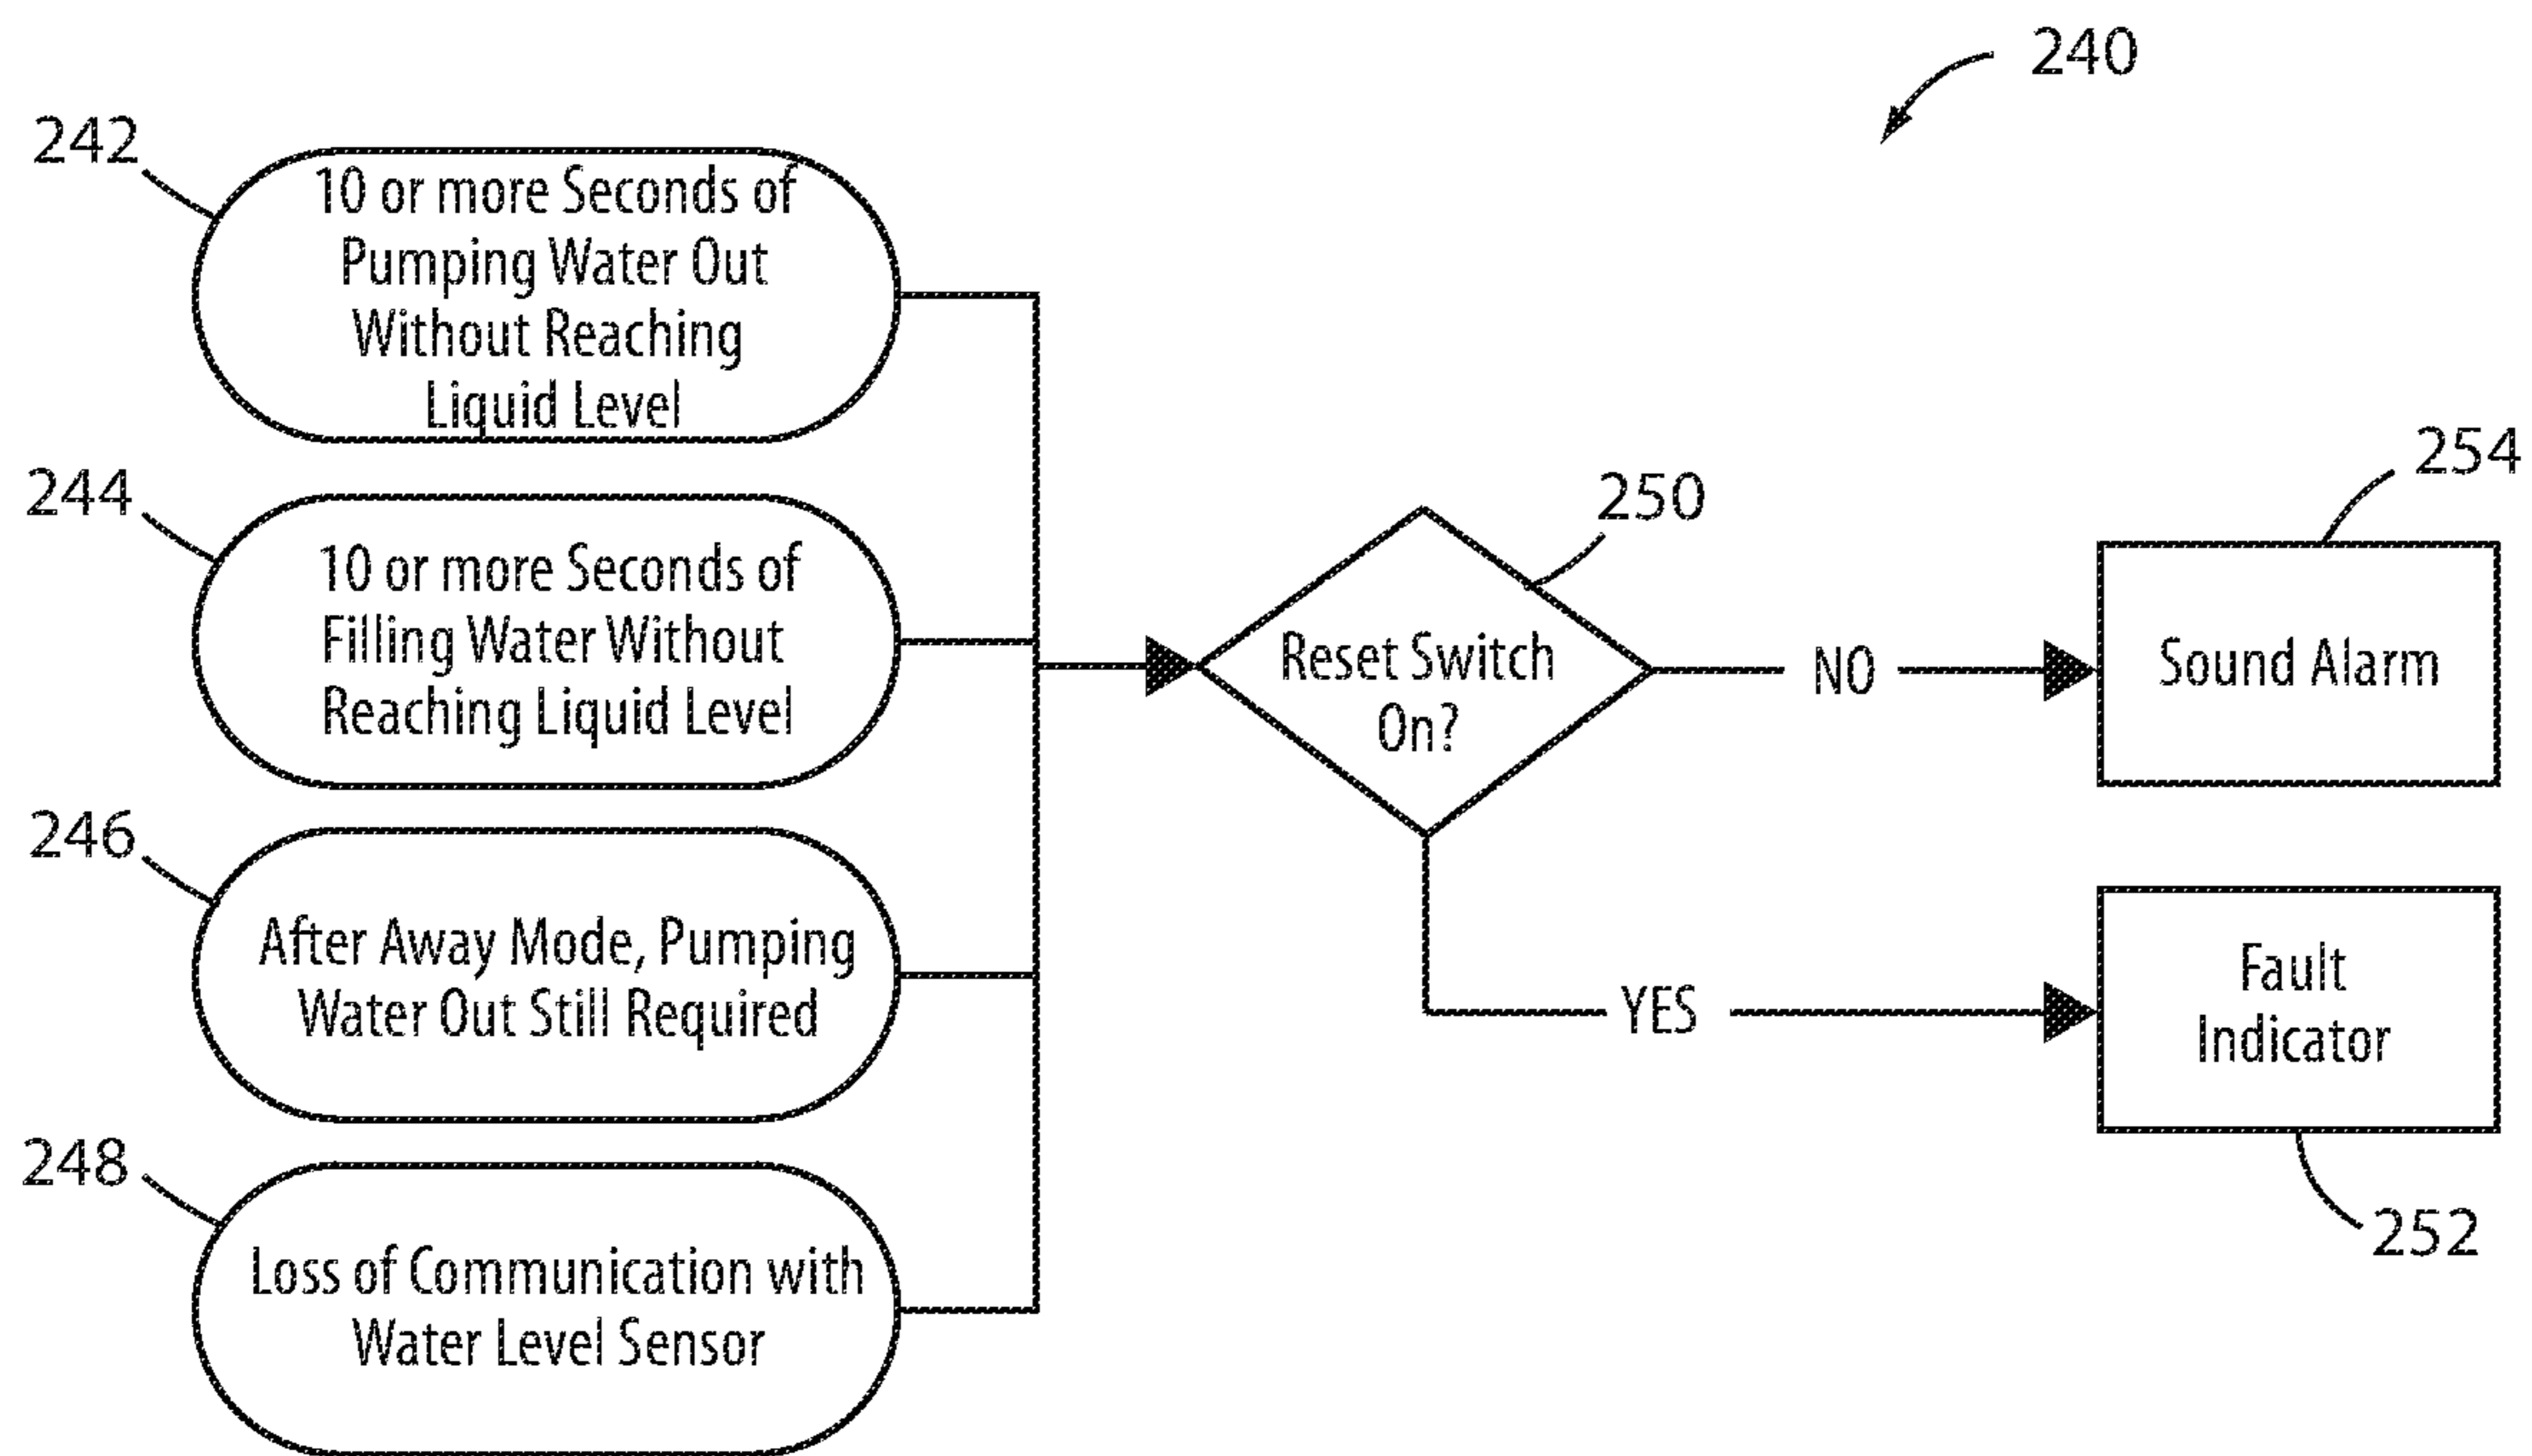 240
242
10 or more Seconds of
Pumping Water Out
Without Reaching
Liquid Level
244
10 or more Seconds of
Filling Water Without
Reaching Liquid Level
246
After Away Mode, Pumping
Water Out Still Required
248
Loss of Communication with
Water Level Sensor
250
Reset Switch
On?
NO
254
Sound Alarm
YES
Fault
Indicator
252